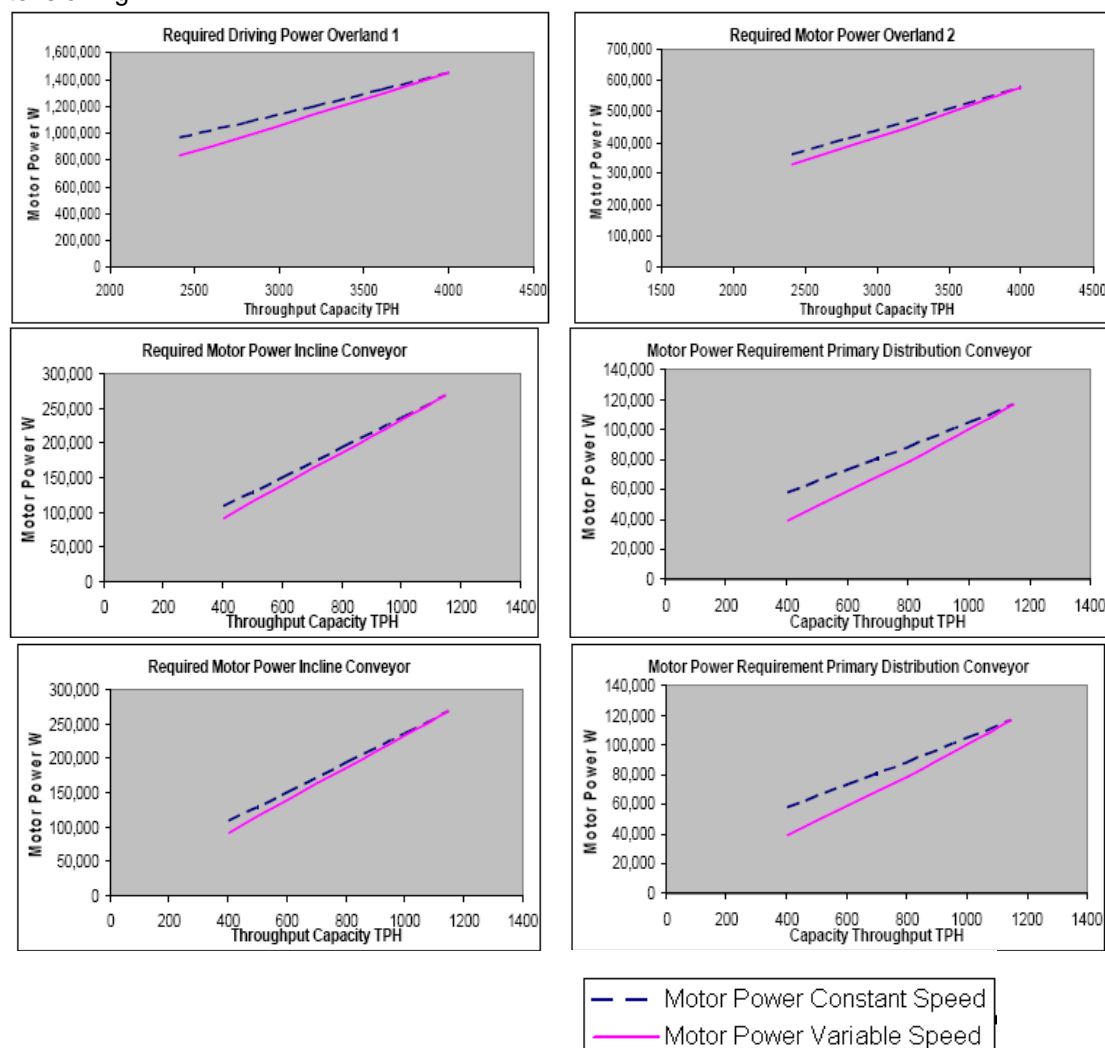 Required Driving Power Overland 1
1,600,000
1,400,000
1,200,000
1,000,000
800,000
600,000
400,000
200,000
0
Motor Power W
2000 2500 3000 3500 4000 4500
Throughput Capacity TPH
Required Motor Power Overland 2
700,000
600,000
500,000
400,000
300,000
200,000
100,000
0
Motor Power W
1500 2000 2500 3000 3500 4000 4500
Throughput Capacity TPH
Required Motor Power Incline Conveyor
300,000
250,000
200,000
150,000
100,000
50,000
0
Motor Power W
0 200 400 600 800 1000 1200 1400
Throughput Capacity TPH
Motor Power Requirement Primary Distribution Conveyor
140,000
120,000
100,000
80,000
60,000
40,000
20,000
0
Motor Power W
0 200 400 600 800 1000 1200 1400
Capacity Throughput TPH
Required Motor Power Incline Conveyor
300,000
250,000
200,000
150,000
100,000
50,000
0
Motor Power W
0 200 400 600 800 1000 1200 1400
Throughput Capacity TPH
Motor Power Requirement Primary Distribution Conveyor
140,000
120,000
100,000
80,000
60,000
40,000
20,000
0
Motor Power W
0 200 400 600 800 1000 1200 1400
Capacity Throughput TPH
Motor Power Constant Speed
Motor Power Variable Speed